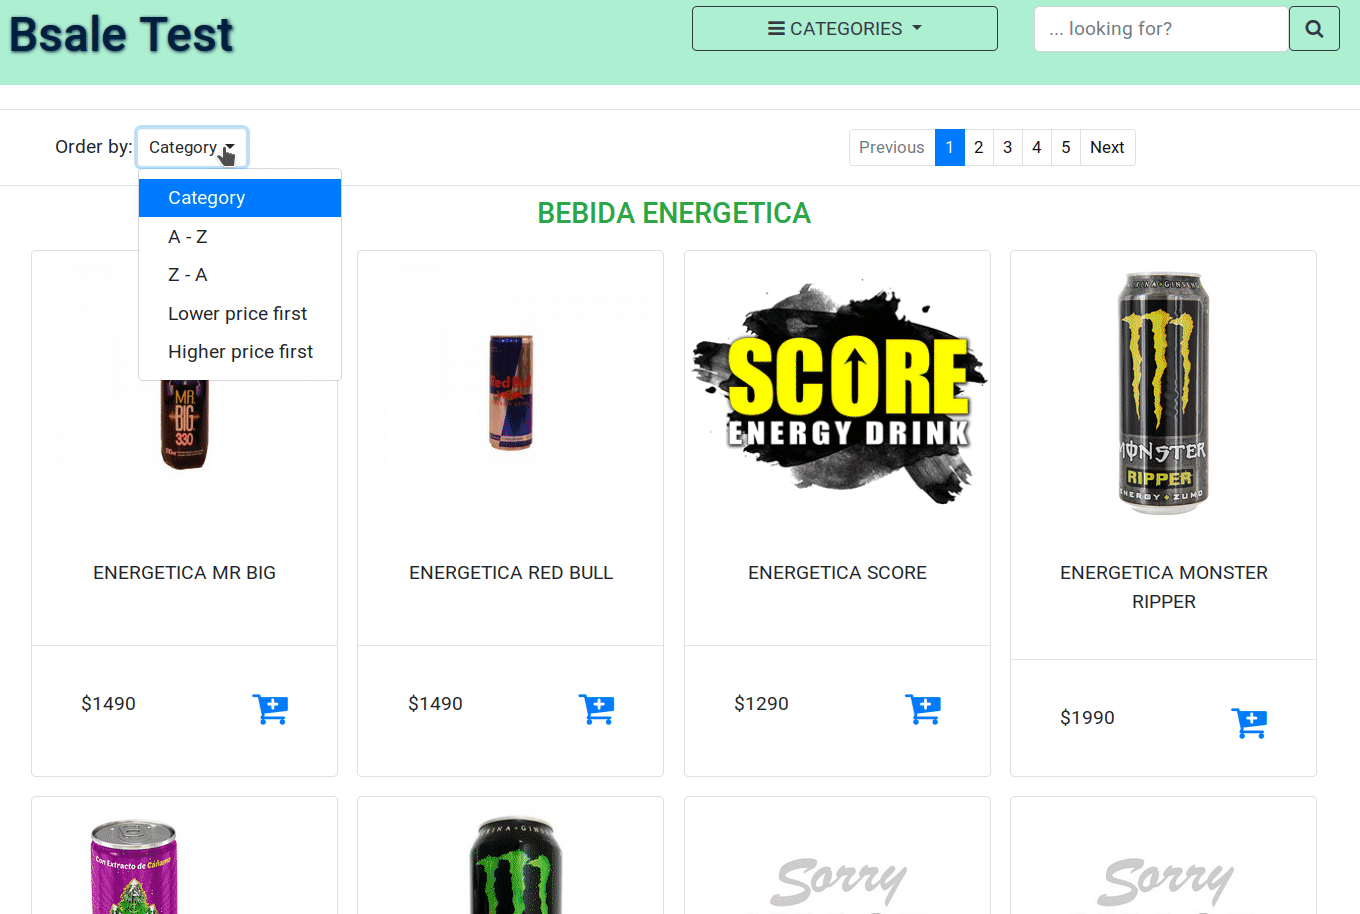 Bsale Test
CATEGORIES
... looking for?
Order by: Category
Previous 1 2 3 4 5 Next
Category
A - Z
Z - A
Lower price first
Higher price first
BEBIDA ENERGETICA
MR.
BIG
330
Red
SCORE
ENERGY DRINK
MONSTER
RIPPER
ENERGY + ZUMO
ENERGETICA MR BIG
ENERGETICA RED BULL
ENERGETICA SCORE
ENERGETICA MONSTER
RIPPER
$1490
$1490
$1290
$1990
Con Extracto de Cáñamo
Sorry
Sorry